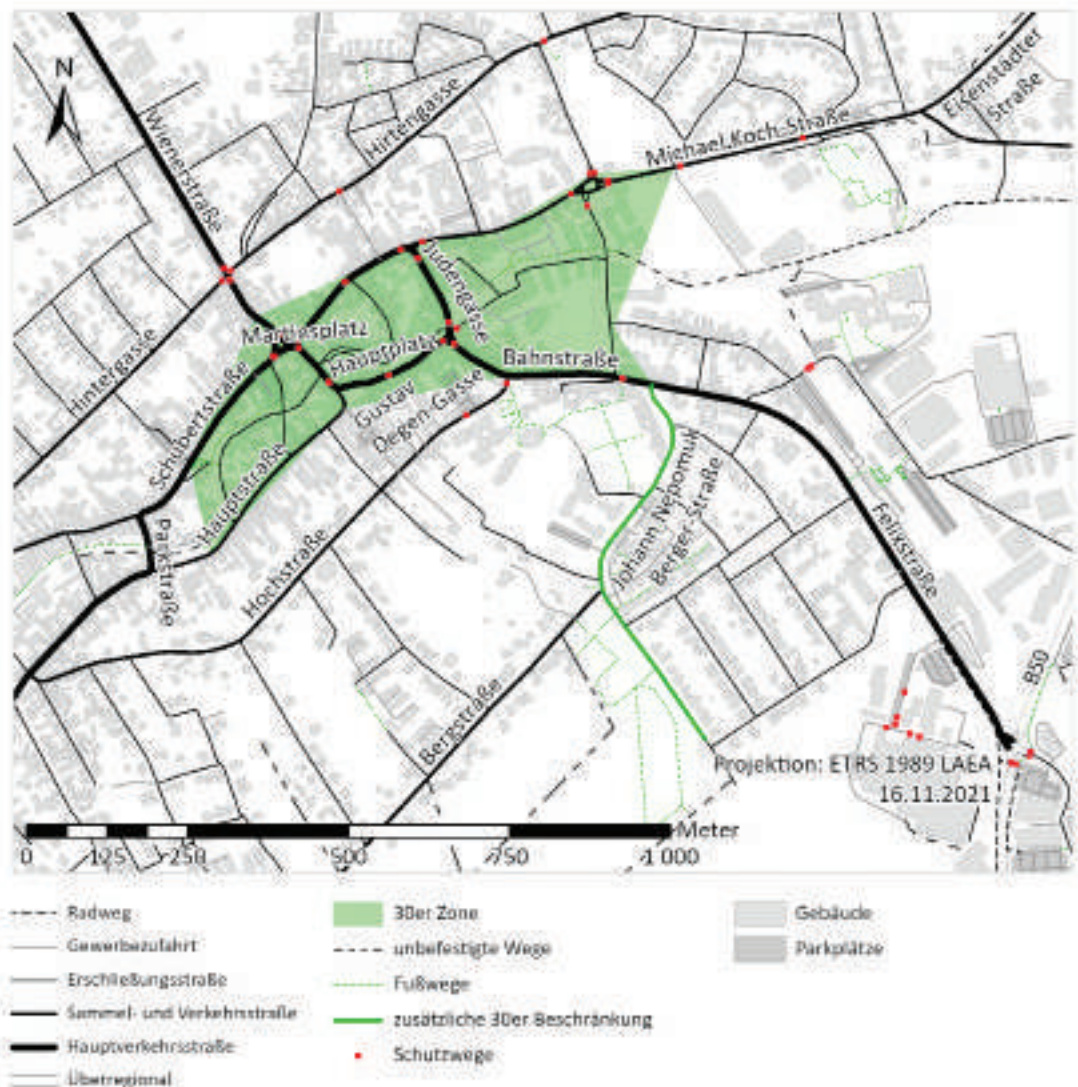 N
Wienerstraße
Hirtengasse
Michael-Koch-Straße
Eisenstädter
Straße
Judengasse
Martinsplatz
Hauptplatz
Bahnstraße
Hintergasse
Schubertstraße
Gustav
Degen-Gasse
Hauptstraße
Parkstraße
Hochstraße
Johann Nepomuk
Berger-Straße
Felixstraße
Bergstraße
B50
Projektion: ETRS 1989 LAEA
16.11.2021
Meter
0 125 250 500 750 1 000
Radweg
Gewerbezufahrt
Erschließungsstraße
Sammel- und Verkehrsstraße
Hauptverkehrsstraße
Überregional
30er Zone
unbefestigte Wege
Fußwege
zusätzliche 30er Beschränkung
Schutzwege
Gebäude
Parkplätze